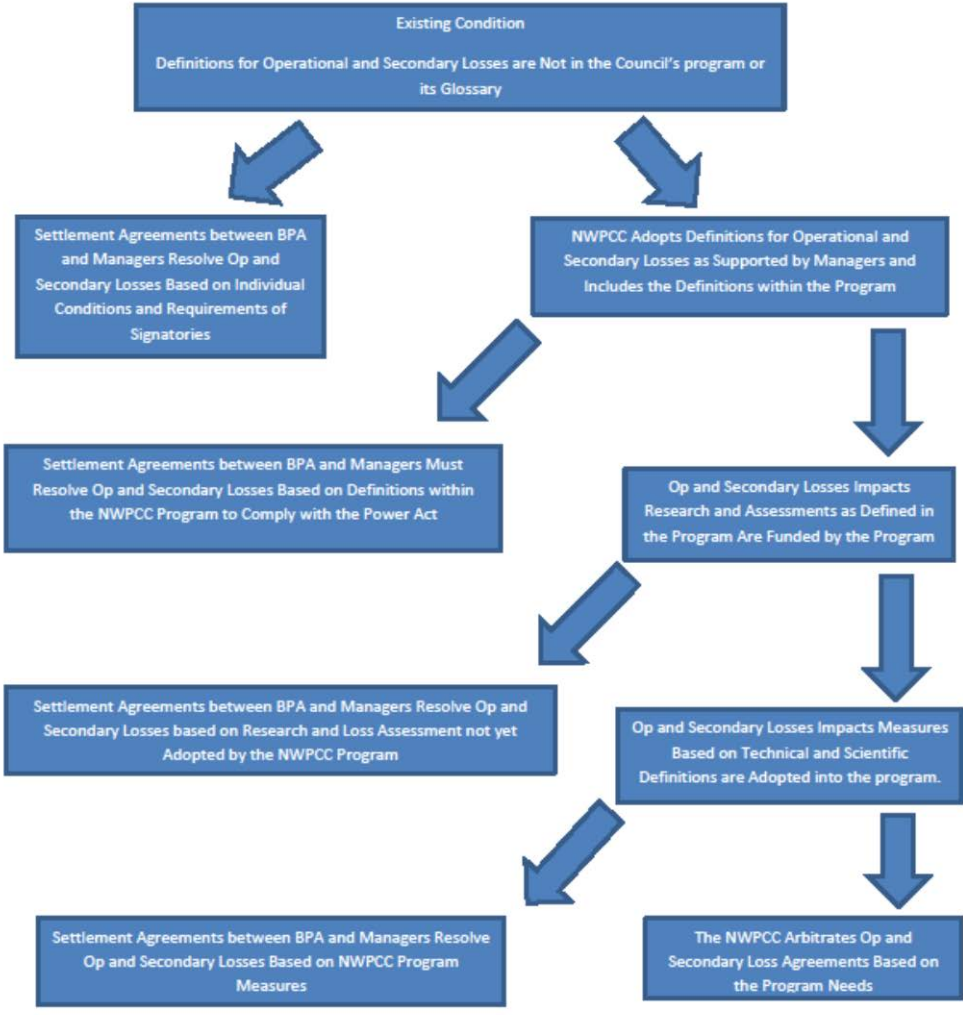 Existing Condition
Definitions for Operational and Secondary Losses are Not in the Council's program or
its Glossary
Settlement Agreements between BPA
and Managers Resolve Op and
Secondary Losses Based on Individual
Conditions and Requirements of
Signatories
NWPCC Adopts Definitions for Operational and
Secondary Losses as Supported by Managers and
Includes the Definitions within the Program
Settlement Agreements between BPA and Managers Must
Resolve Op and Secondary Losses Based on Definitions within
the NWPCC Program to Comply with the Power Act
Op and Secondary Losses Impacts
Research and Assessments as Defined in
the Program Are Funded by the Program
Settlement Agreements between BPA and Managers Resolve Op and
Secondary Losses based on Research and Loss Assessment not yet
Adopted by the NWPCC Program
Op and Secondary Losses Impacts Measures
Based on Technical and Scientific
Definitions are Adopted into the program.
Settlement Agreements between BPA and Managers Resolve
Op and Secondary Losses Based on NWPCC Program
Measures
The NWPCC Arbitrates Op and
Secondary Loss Agreements Based on
the Program Needs